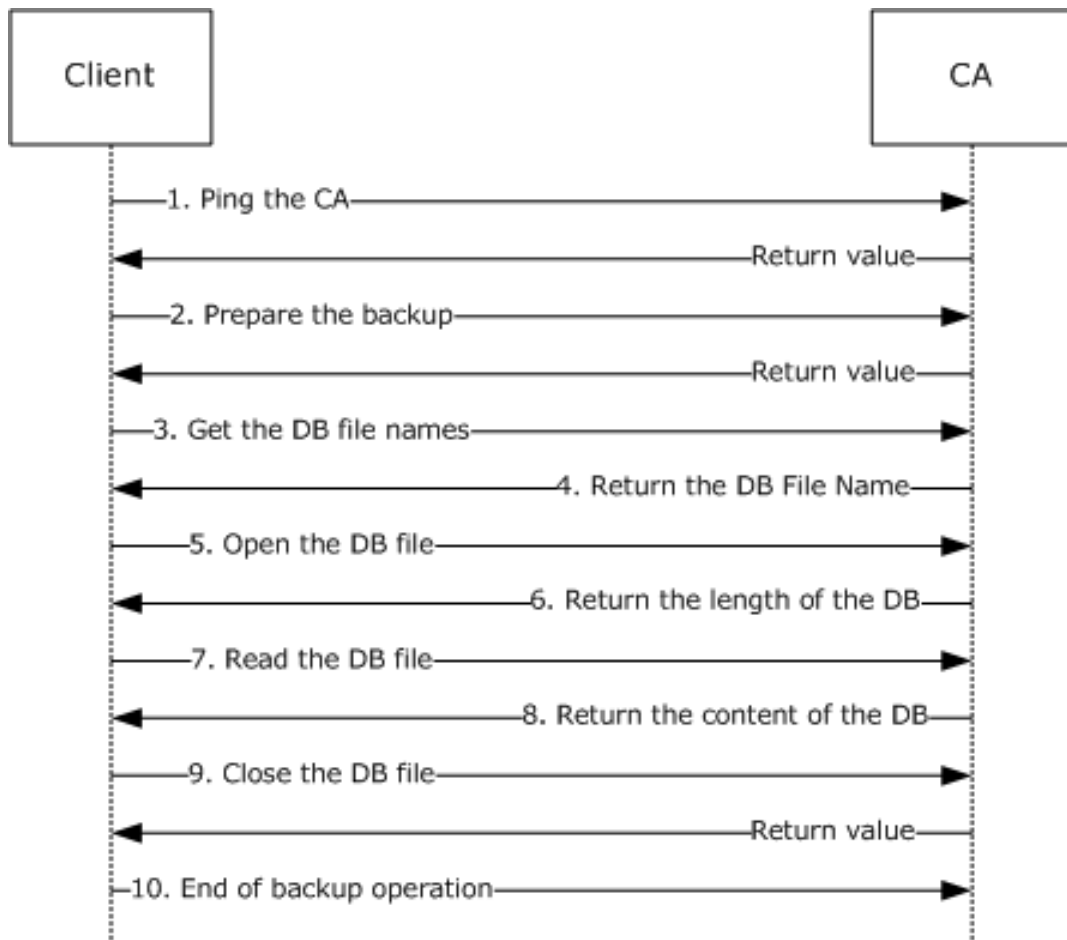 Client
CA
1. Ping the CA
Return value
2. Prepare the backup
Return value
3. Get the DB file names
4. Return the DB File Name
5. Open the DB file
6. Return the length of the DB
7. Read the DB file
8. Return the content of the DB
9. Close the DB file
Return value
10. End of backup operation